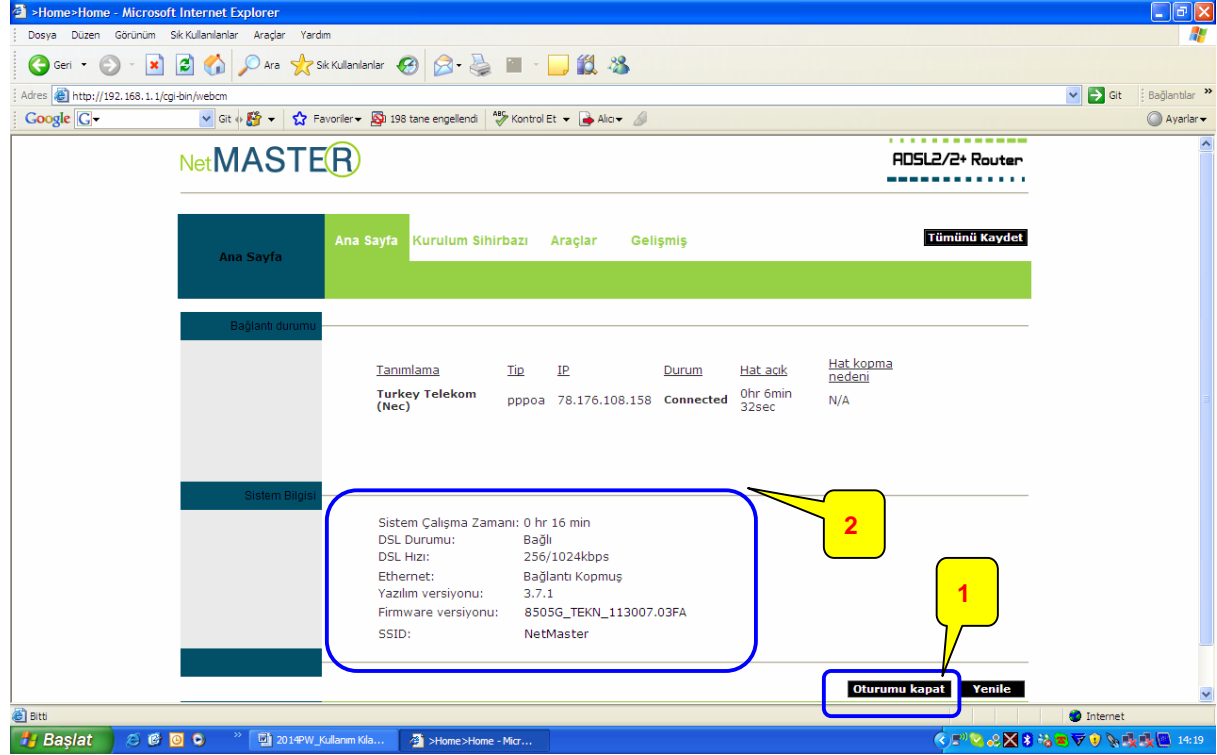 >Home>Home - Microsoft Internet Explorer
Dosya Düzen Görünüm Sık Kullanılanlar Araçlar Yardım
Geri Ara Sık Kullanılanlar
Adres http://192.168.1.1/cgi-bin/webcm Git Bağlantılar »
Google G Git Favoriler 198 tane engellendi ABC Kontrol Et Alıcı Ayarlar
NetMASTER
ADSL2/2+ Router
Ana Sayfa
Ana Sayfa Kurulum Sihirbazı Araçlar Gelişmiş
Tümünü Kaydet
Bağlantı durumu
Tanımlama Tip IP Durum Hat açık Hat kopma
nedeni
Turkey Telekom
(Nec) pppoa 78.176.108.158 Connected 0hr 6min
32sec N/A
Sistem Bilgisi
Sistem Çalışma Zamanı: 0 hr 16 min
DSL Durumu: Bağlı
DSL Hızı: 256/1024kbps
Ethernet: Bağlantı Kopmuş
Yazılım versiyonu: 3.7.1
Firmware versiyonu: 8505G_TEKN_113007.03FA
SSID: NetMaster
2
1
Oturumu kapat Yenile
Bitti Internet
Başlat » 2014PW_Kullanım Kıla... >Home>Home - Micr... 14:19